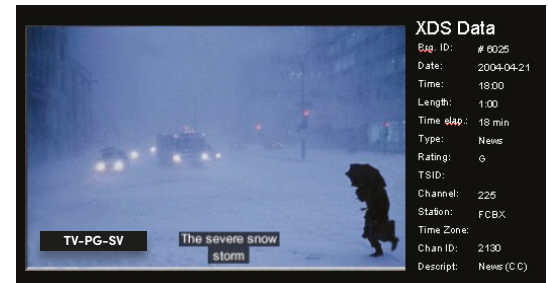 XDS Data
Prg. ID: # 6025
Date: 2004-04-21
Time: 18:00
Length: 1:00
Time elap.: 18 min
Type: News
Rating: G
TSID:
Channel: 225
Station: FCBX
Time Zone:
Chan ID: 2130
Descript: News (CC)
TV-PG-SV
The severe snow
storm